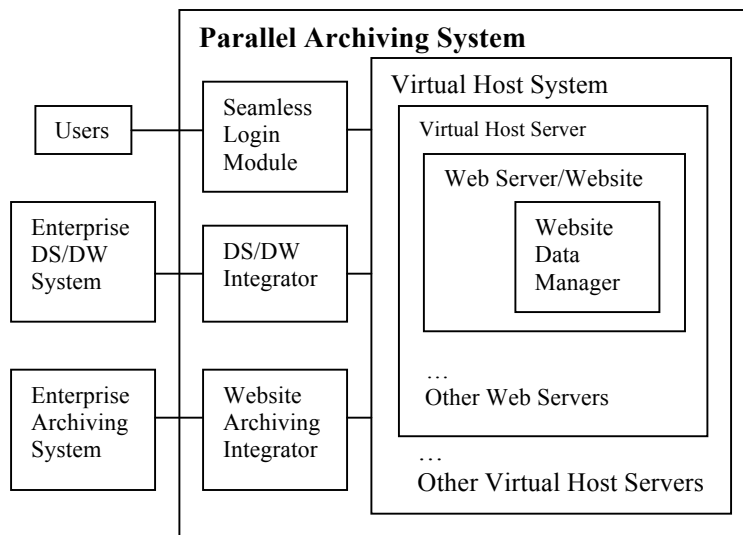 Parallel Archiving System
Virtual Host System
Users
Seamless
Login
Module
Virtual Host Server
Web Server/Website
Website
Data
Manager
Enterprise
DS/DW
System
DS/DW
Integrator
…
Other Web Servers
Enterprise
Archiving
System
Website
Archiving
Integrator
…
Other Virtual Host Servers